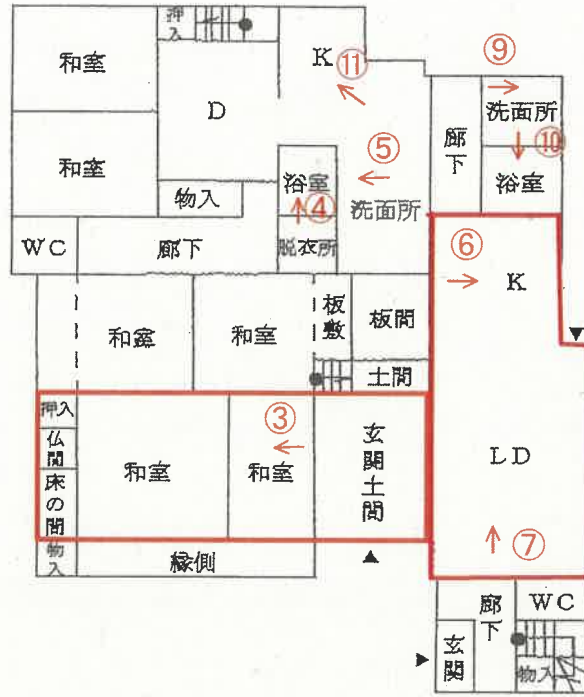 押入
和室
K
⑪
⑨
D
洗面所
和室
⑤
廊下
⑩
浴室
浴室
物入
④
洗面所
WC
廊下
脱衣所
⑥
K
和室
和室
板敷
板間
土間
押入
③
仏間
和室
和室
玄関土間
LD
床の間
⑦
物入
縁側
廊下
WC
玄関
物入